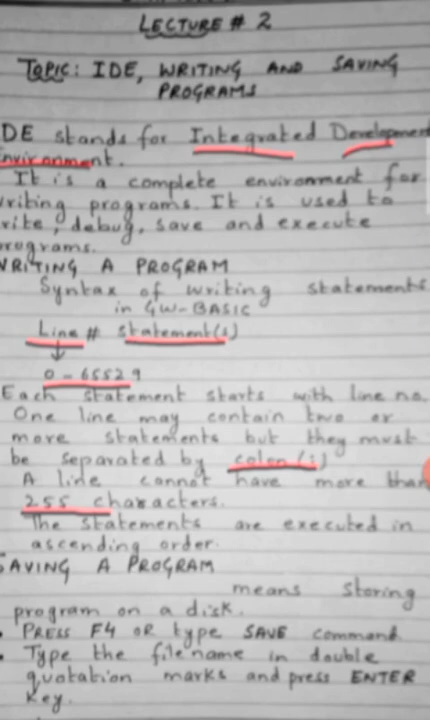 LECTURE # 2
TOPIC: IDE, WRITING AND SAVING
PROGRAMS
DE stands for Integrated Development
Environment.
It is a complete environment for
writing programs. It is used to
write, debug, save and execute
programs.
WRITING A PROGRAM
Syntax of writing statements
in GW-BASIC
Line # Statement(s)
0 - 65529
Each statement starts with line no.
One line may contain two or
more statements but they must
be separated by colon (:)
A line cannot have more than
255 characters.
The statements are executed in
ascending order.
SAVING A PROGRAM
means storing
program on a disk.
• PRESS F4 OR type SAVE command.
• Type the filename in double
quotation marks and press ENTER
key.